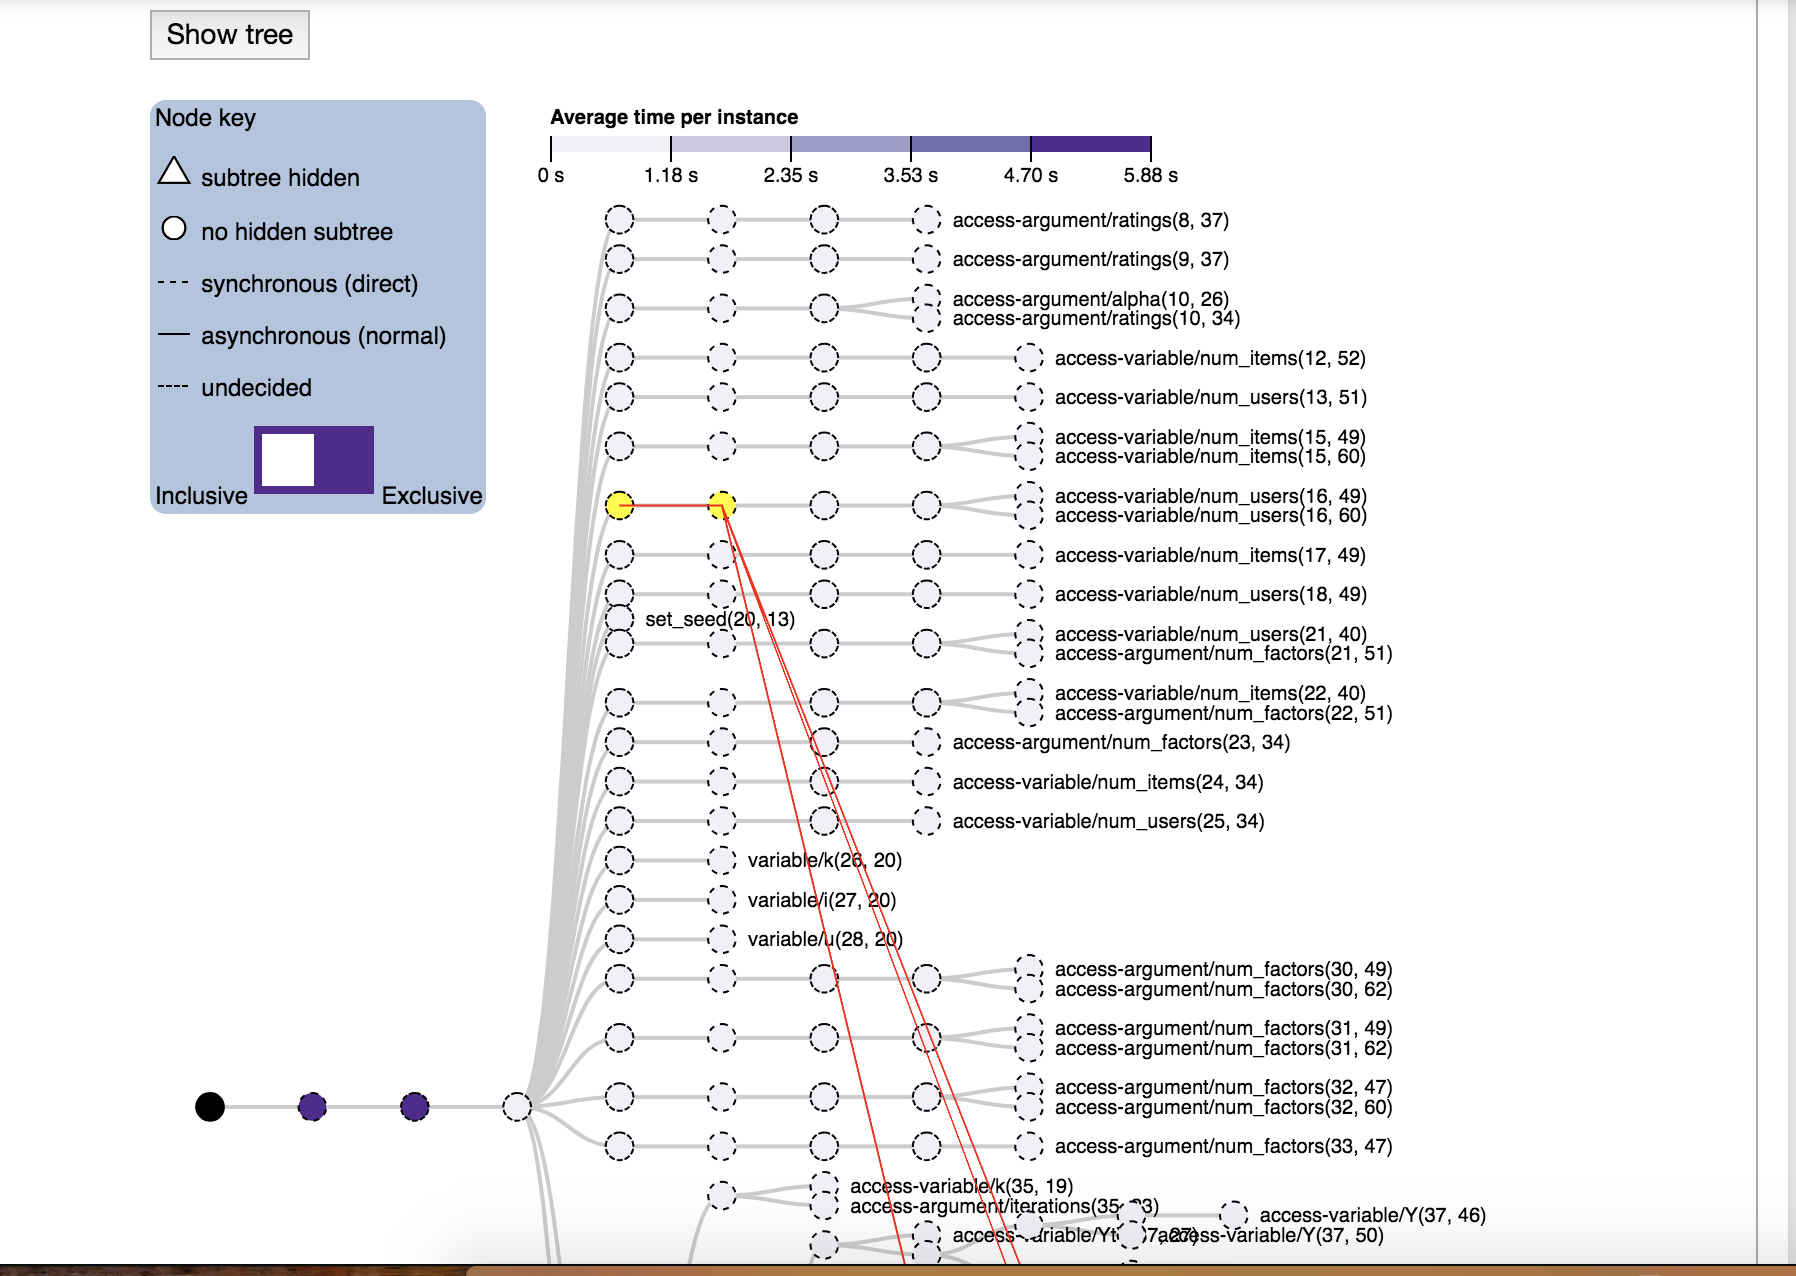 Show tree
Node key
subtree hidden
no hidden subtree
synchronous (direct)
asynchronous (normal)
undecided
Inclusive
Exclusive
Average time per instance
0 s
1.18 s
2.35 s
3.53 s
4.70 s
5.88 s
access-argument/ratings(8, 37)
access-argument/ratings(9, 37)
access-argument/alpha(10, 26)
access-argument/ratings(10, 34)
access-variable/num_items(12, 52)
access-variable/num_users(13, 51)
access-variable/num_items(15, 49)
access-variable/num_items(15, 60)
access-variable/num_users(16, 49)
access-variable/num_users(16, 60)
access-variable/num_items(17, 49)
access-variable/num_users(18, 49)
set_seed(20, 13)
access-variable/num_users(21, 40)
access-argument/num_factors(21, 51)
access-variable/num_items(22, 40)
access-argument/num_factors(22, 51)
access-argument/num_factors(23, 34)
access-variable/num_items(24, 34)
access-variable/num_users(25, 34)
variable/k(26, 20)
variable/i(27, 20)
variable/u(28, 20)
access-argument/num_factors(30, 49)
access-argument/num_factors(30, 62)
access-argument/num_factors(31, 49)
access-argument/num_factors(31, 62)
access-argument/num_factors(32, 47)
access-argument/num_factors(32, 60)
access-argument/num_factors(33, 47)
access-variable/k(35, 19)
access-argument/iterations(35,
access-variable/Y(37, 46)
access-variable/Y(37, 50)